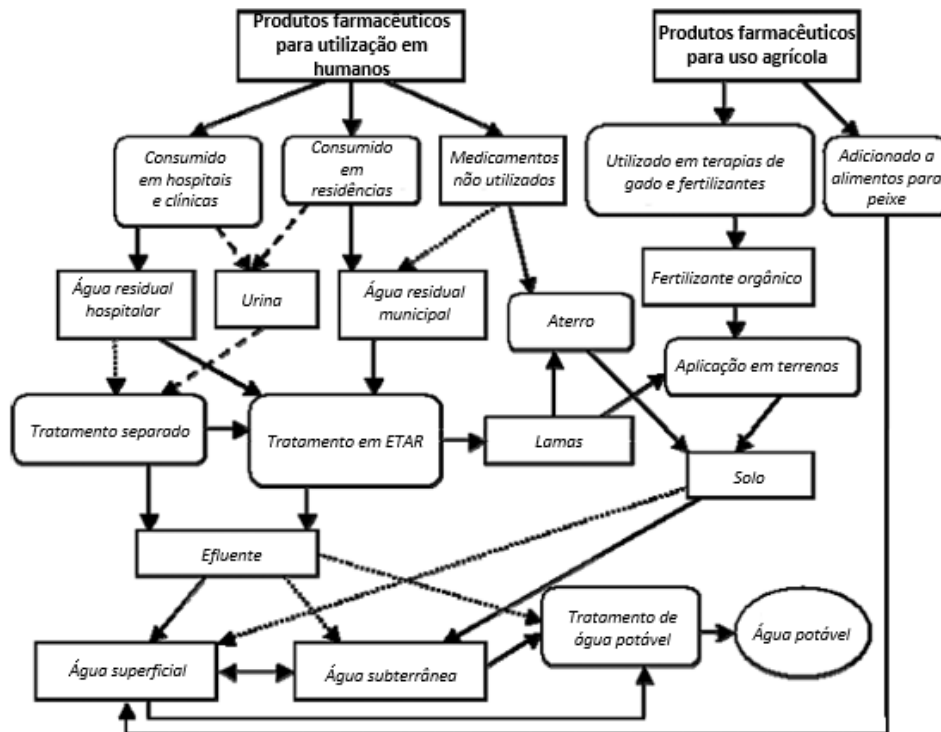 Produtos farmacêuticos
para utilização em
humanos
Produtos farmacêuticos
para uso agrícola
Consumido
em hospitais
e clínicas
Consumido
em
residências
Medicamentos
não utilizados
Utilizado em terapias de
gado e fertilizantes
Adicionado a
alimentos para
peixe
Água residual
hospitalar
Urina
Água residual
municipal
Aterro
Fertilizante orgânico
Aplicação em terrenos
Tratamento separado
Tratamento em ETAR
Lamas
Solo
Efluente
Tratamento de
água potável
Água potável
Água superficial
Água subterrânea